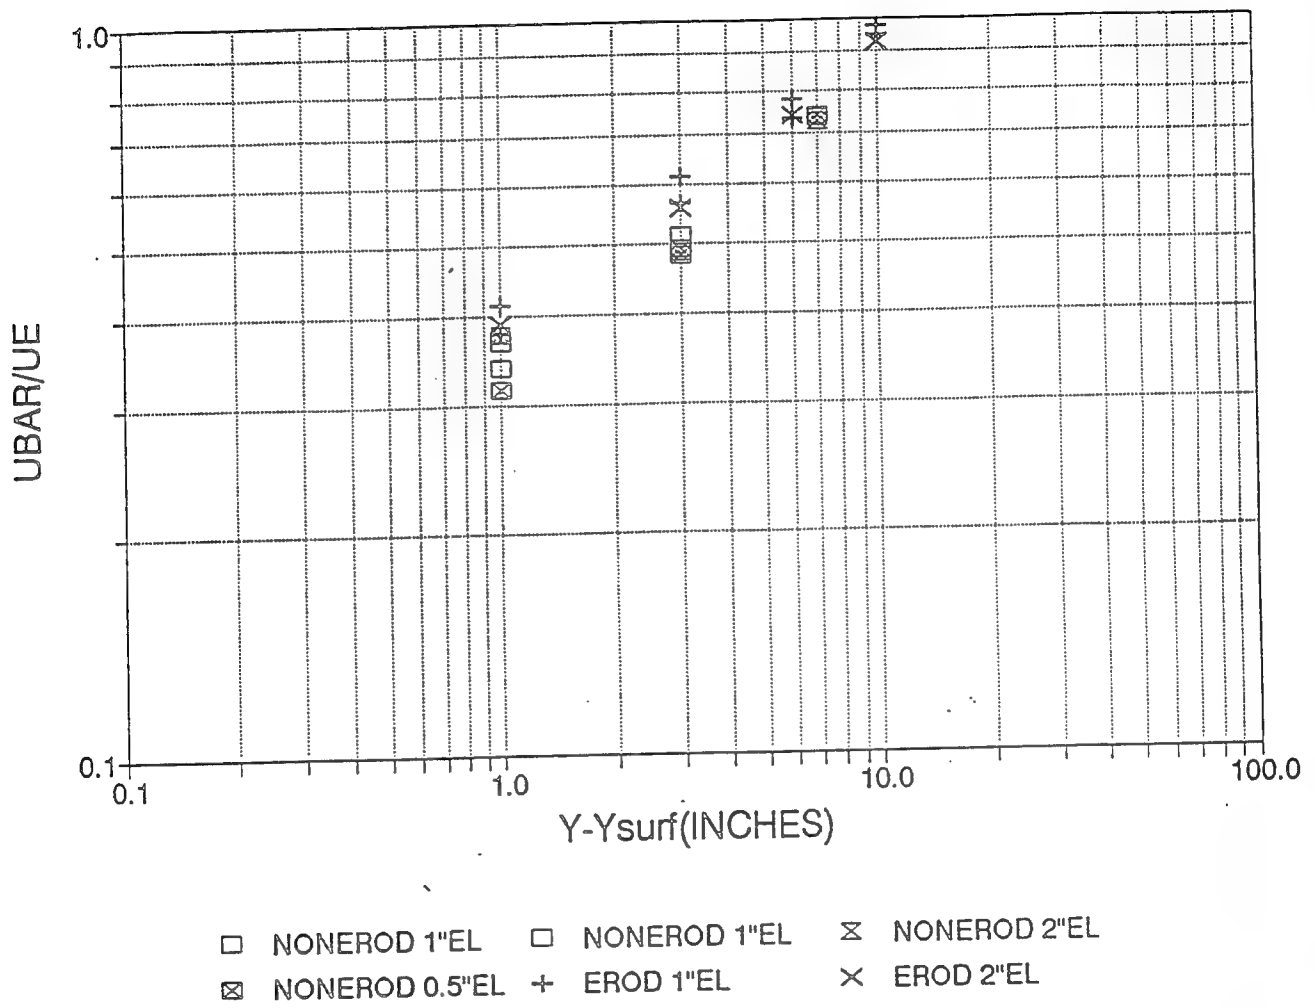 1.0
UBAR/UE
0.1
0.1 1.0 10.0 100.0
Y-Ysurf(INCHES)
NONEROD 1"EL NONEROD 1"EL NONEROD 2"EL
NONEROD 0.5"EL EROD 1"EL EROD 2"EL